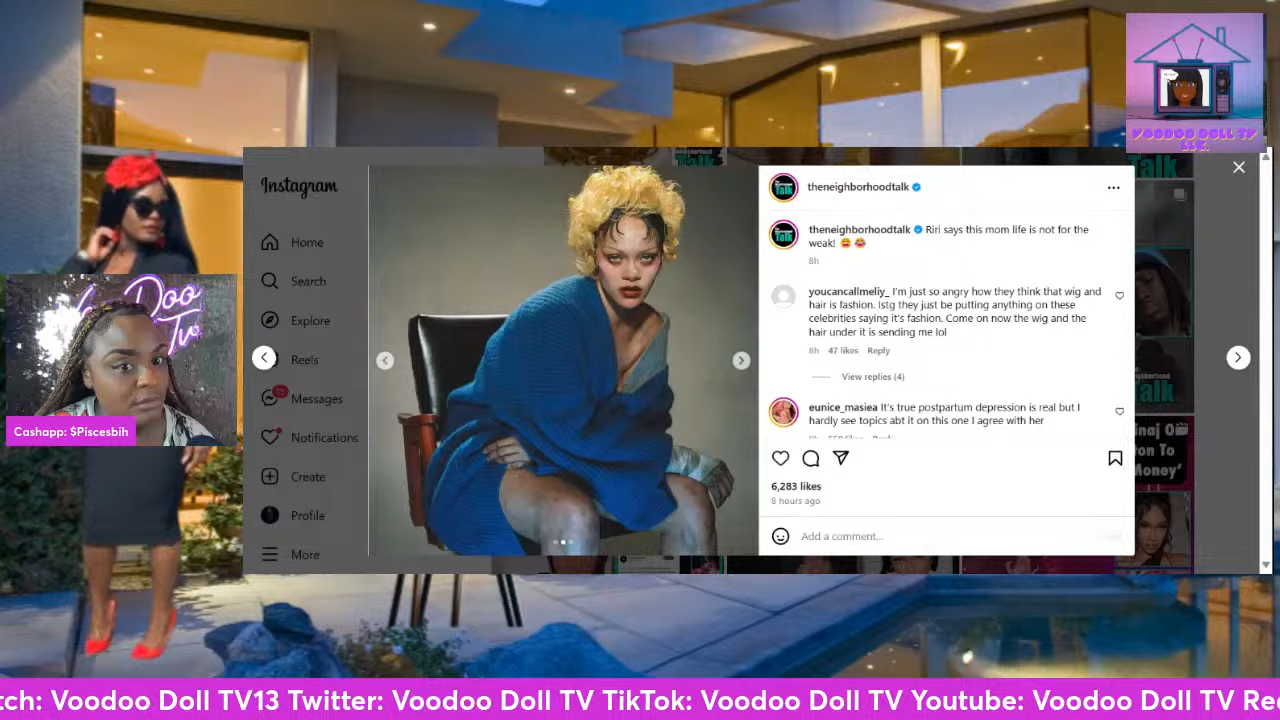 VOODOO DOLL TV
LLC.
Talk
Instagram
Home
Search
Explore
Reels
Messages
Notifications
Create
Profile
More
theneighborhoodtalk
theneighborhoodtalk Riri says this mom life is not for the
weak! 😩 😂
8h
youcancallmeliy_ I'm just so angry how they think that wig and
hair is fashion. Istg they just be putting anything on these
celebrities saying it's fashion. Come on now the wig and the
hair under it is sending me lol
8h 47 likes Reply
View replies (4)
eunice_masiea It's true postpartum depression is real but I
hardly see topics abt it on this one I agree with her
6,283 likes
8 hours ago
Add a comment...
Talk
Talk
Money'
Cashapp: $Piscesbih
tch: Voodoo Doll TV13 Twitter: Voodoo Doll TV TikTok: Voodoo Doll TV Youtube: Voodoo Doll TV Re